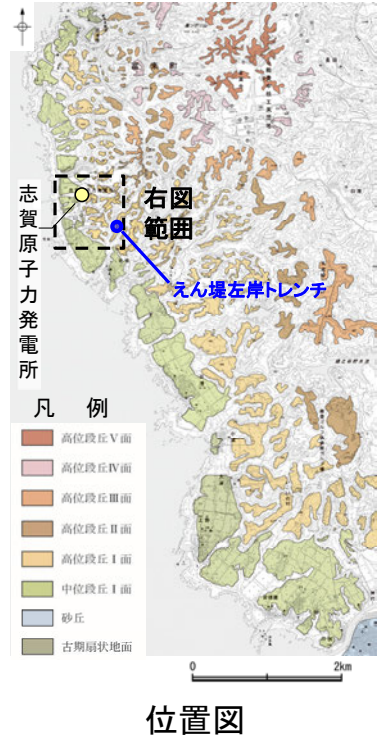 志賀原子力発電所
右図
範囲
えん堤左岸トレンチ
凡 例
高位段丘Ⅴ面
高位段丘Ⅳ面
高位段丘Ⅲ面
高位段丘Ⅱ面
高位段丘Ⅰ面
中位段丘Ⅰ面
砂丘
古期扇状地面
0 2km
位置図